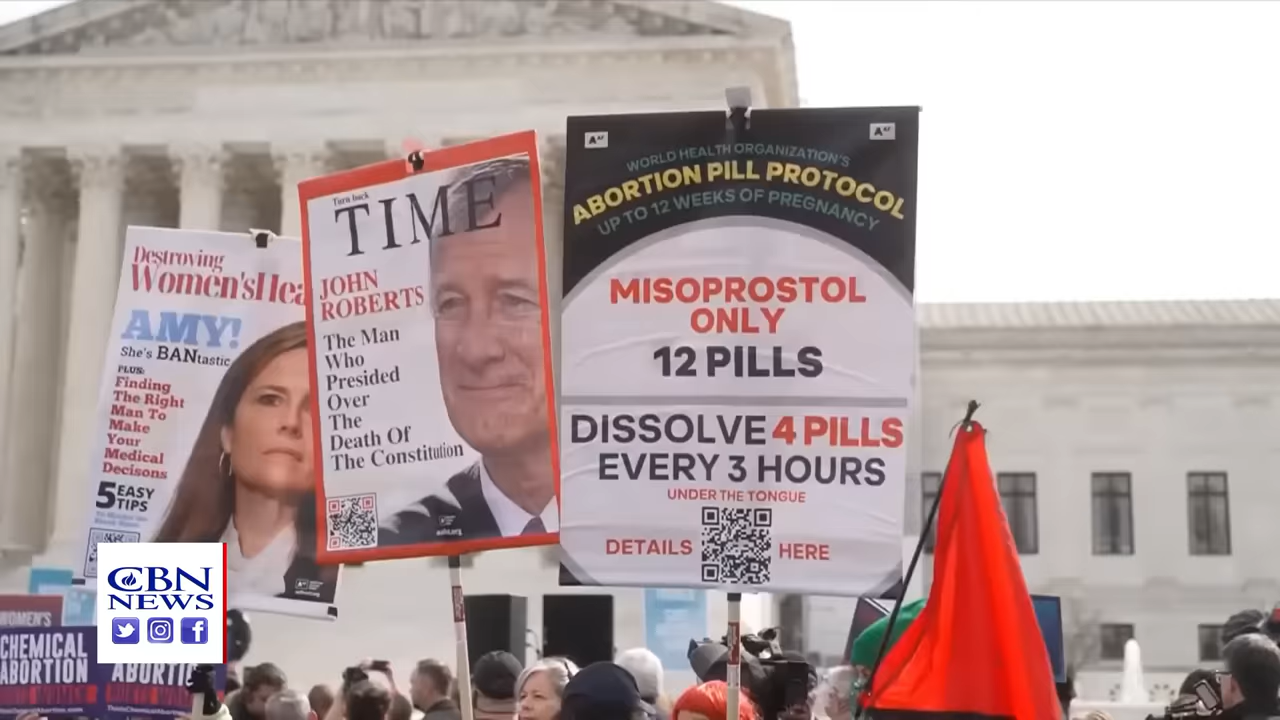 Destroying
Women'sHea
AMY!
She's BANtastic
PLUS:
Finding
The Right
Man To
Make
Your
Medical
Decisons
5 EASY
TIPS
Turn back
TIME
JOHN
ROBERTS
The Man
Who
Presided
Over
The
Death Of
The Constitution
WORLD HEALTH ORGANIZATION'S
ABORTION PILL PROTOCOL
UP TO 12 WEEKS OF PREGNANCY
MISOPROSTOL
ONLY
12 PILLS
DISSOLVE 4 PILLS
EVERY 3 HOURS
UNDER THE TONGUE
DETAILS HERE
CBN
NEWS
WOMEN'S
CHEMICAL
ABORTION
ABORTIO